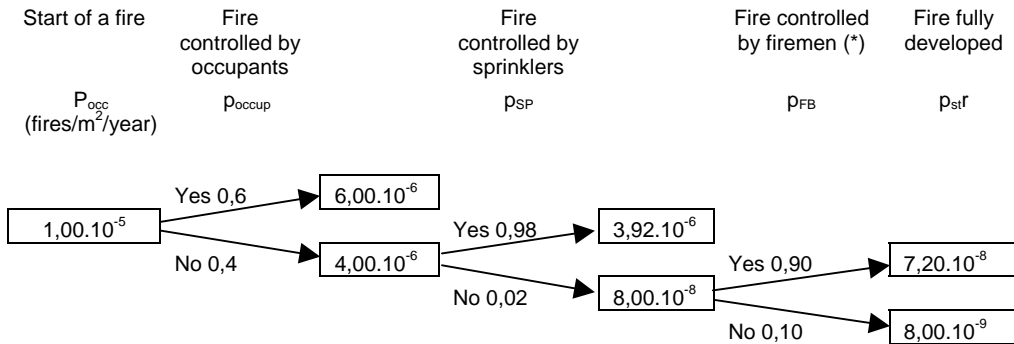 Start of a fire
Fire
controlled by
occupants
Fire
controlled by
sprinklers
Fire controlled
by firemen (*)
Fire fully
developed
Pocc
(fires/m²/year)
poccup
pSP
pFB
pstr
Yes 0,6
6,00.10⁻⁶
1,00.10⁻⁵
No 0,4
4,00.10⁻⁶
Yes 0,98
3,92.10⁻⁶
No 0,02
8,00.10⁻⁸
Yes 0,90
7,20.10⁻⁸
No 0,10
8,00.10⁻⁹